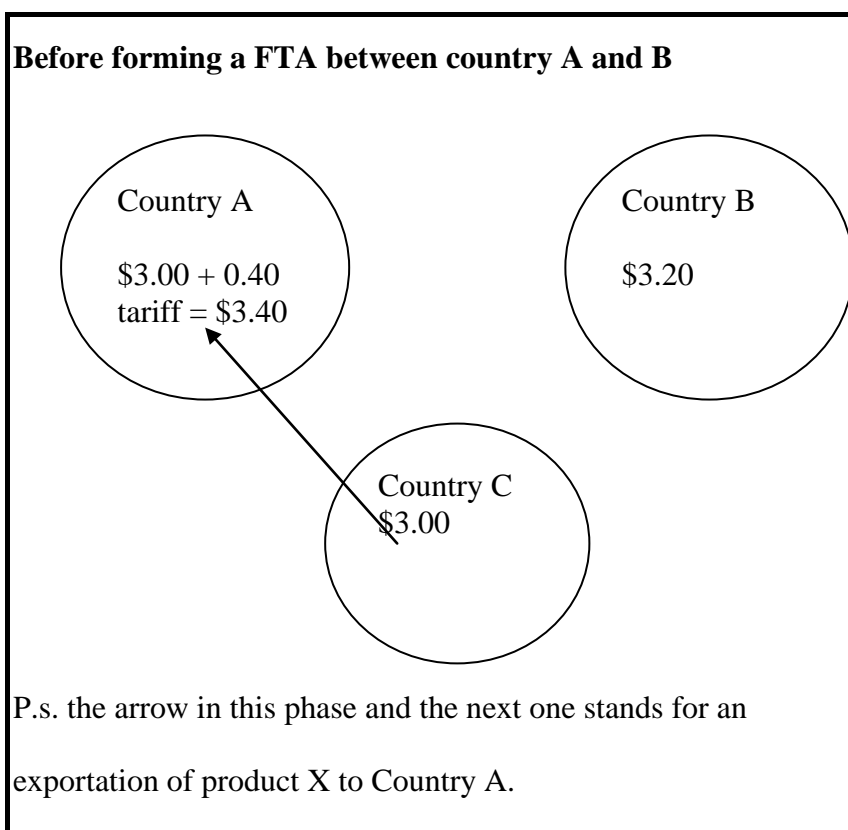 Before forming a FTA between country A and B
Country A
$3.00 + 0.40
tariff = $3.40
Country B
$3.20
Country C
$3.00
P.s. the arrow in this phase and the next one stands for an
exportation of product X to Country A.